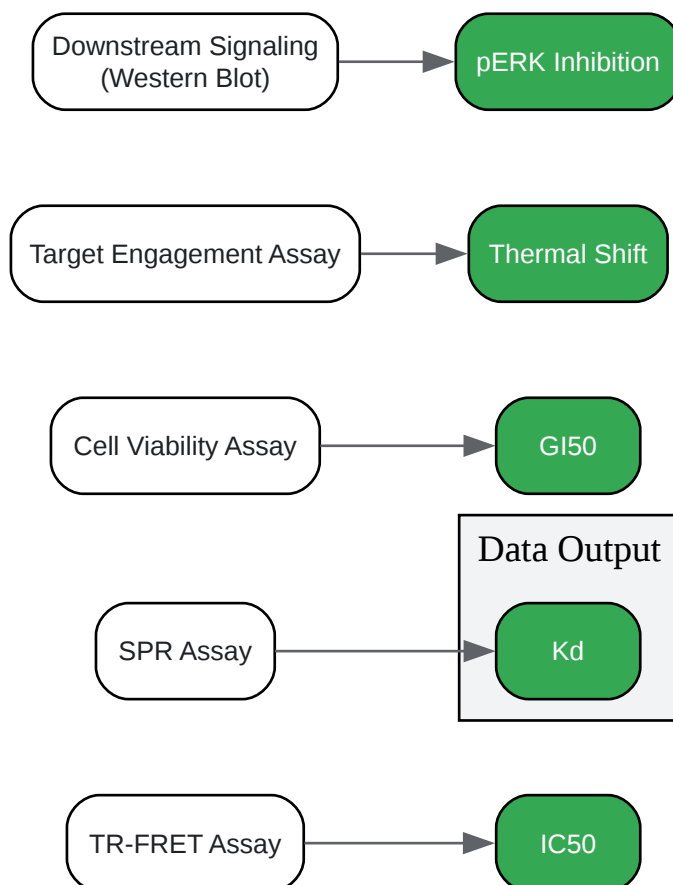 Downstream Signaling
(Western Blot)
pERK Inhibition
Target Engagement Assay
Thermal Shift
Cell Viability Assay
GI50
Data Output
SPR Assay
Kd
TR-FRET Assay
IC50